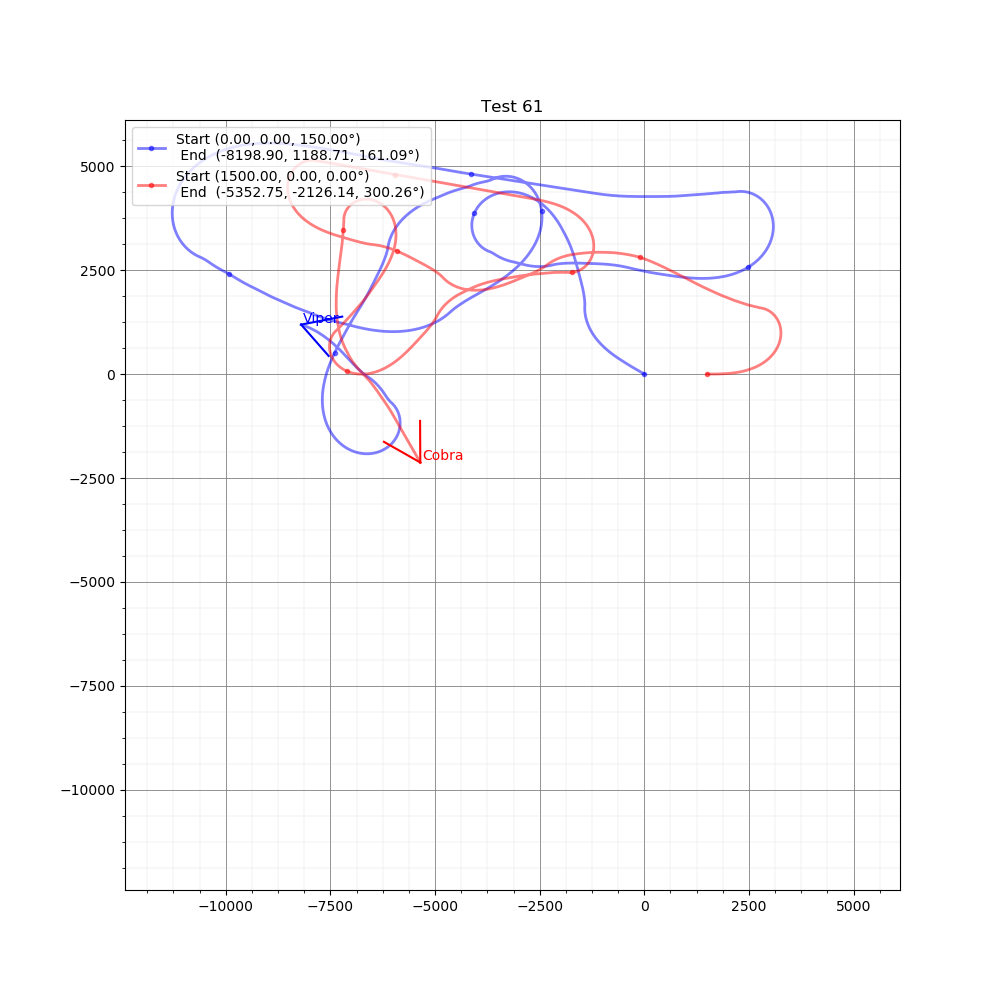 Test 61
Start (0.00, 0.00, 150.00°)
End  (-8198.90, 1188.71, 161.09°)
Start (1500.00, 0.00, 0.00°)
End  (-5352.75, -2126.14, 300.26°)
5000
2500
0
−2500
−5000
−7500
−10000
Viper
Cobra
−10000 −7500 −5000 −2500 0 2500 5000